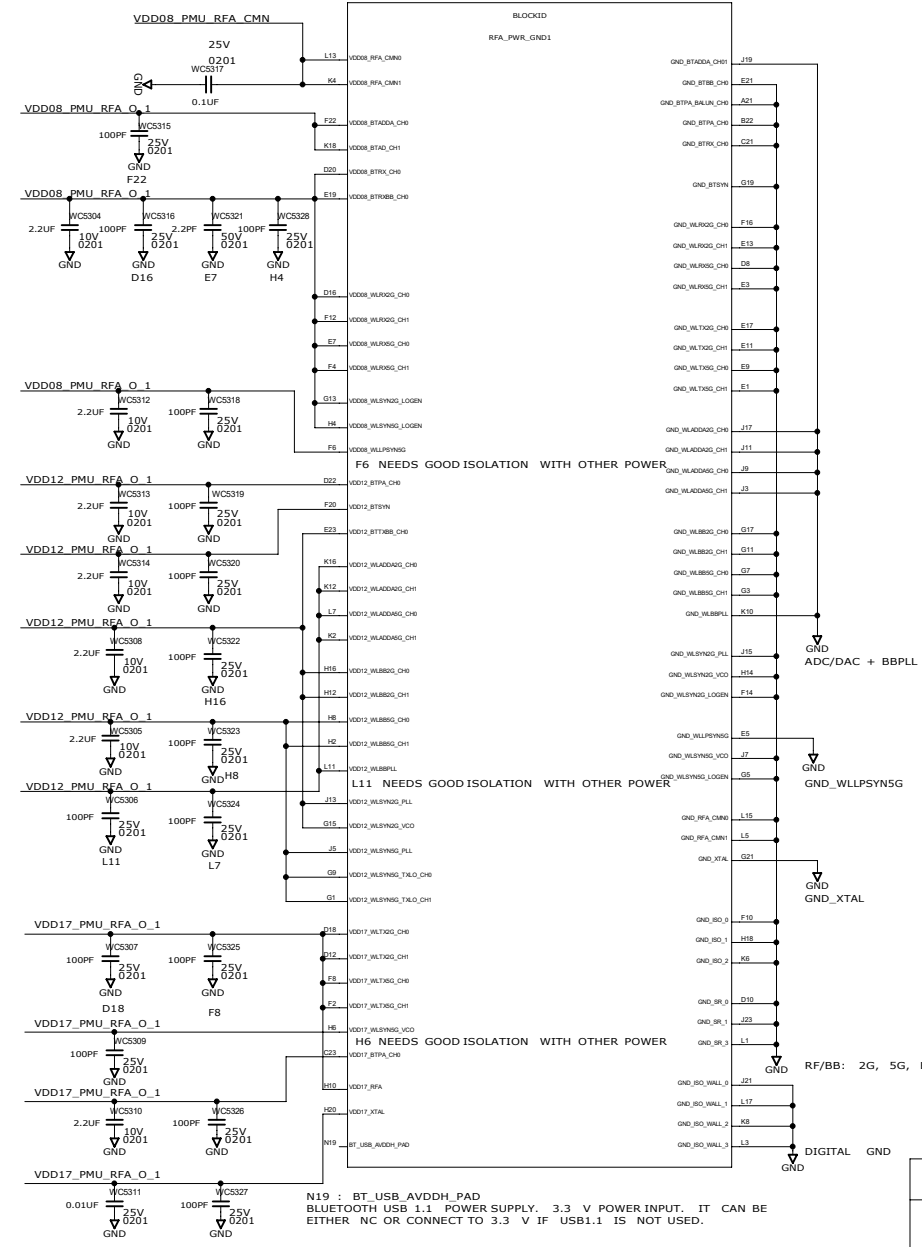 BLOCKID
RFA_PWR_GND1
VDD08_PMU_RFA_CMN
25V
0201
WC5317
GND
0.1UF
L13 VDD08_RFA_CMN0
K4 VDD08_RFA_CMN1
VDD08_PMU_RFA_O_1
WC5315
100PF
25V
0201
GND
F22
F22 VDD08_BTADDA_CH0
K18 VDD08_BTAD_CH1
D20 VDD08_BTRX_CH0
VDD08_PMU_RFA_O_1
E19 VDD08_BTRXBB_CH0
WC5304 WC5316 WC5321 WC5328
2.2UF 100PF 2.2PF 100PF
10V 25V 50V 25V
0201 0201 0201 0201
GND GND GND GND
D16 E7 H4
D16 VDD08_WLRX2G_CH0
F12 VDD08_WLRX2G_CH1
E7 VDD08_WLRX5G_CH0
F4 VDD08_WLRX5G_CH1
G13 VDD08_WLSYN2G_LOGEN
H4 VDD08_WLSYN5G_LOGEN
F6 VDD08_WLLPSYN5G
VDD08_PMU_RFA_O_1
WC5312 WC5318
2.2UF 100PF
10V 25V
0201 0201
GND GND
F6 NEEDS GOOD ISOLATION WITH OTHER POWER
VDD12_PMU_RFA_O_1
D22 VDD12_BTPA_CH0
WC5313 WC5319
2.2UF 100PF
10V 25V
0201 0201
GND GND
F20 VDD12_BTSYN
E23 VDD12_BTTXBB_CH0
VDD12_PMU_RFA_O_1
WC5314 WC5320
2.2UF 100PF
10V 25V
0201 0201
GND GND
K16 VDD12_WLADDA2G_CH0
K12 VDD12_WLADDA2G_CH1
L7 VDD12_WLADDA5G_CH0
K2 VDD12_WLADDA5G_CH1
VDD12_PMU_RFA_O_1
WC5308 WC5322
2.2UF 100PF
10V 25V
0201 0201
GND GND
H16
H16 VDD12_WLBB2G_CH0
H12 VDD12_WLBB2G_CH1
H8 VDD12_WLBB5G_CH0
H2 VDD12_WLBB5G_CH1
VDD12_PMU_RFA_O_1
WC5305 WC5323
2.2UF 100PF
10V 25V
0201 0201
GND GND H8
L11 VDD12_WLBBPLL
L11 NEEDS GOOD ISOLATION WITH OTHER POWER
VDD12_PMU_RFA_O_1
WC5306 WC5324
100PF 100PF
25V 25V
0201 0201
GND GND
L11 L7
J13 VDD12_WLSYN2G_PLL
G15 VDD12_WLSYN2G_VCO
J5 VDD12_WLSYN5G_PLL
G9 VDD12_WLSYN5G_TXLO_CH0
G1 VDD12_WLSYN5G_TXLO_CH1
VDD17_PMU_RFA_O_1
WC5307 WC5325
100PF 100PF
25V 25V
0201 0201
GND GND
D18 F8
D18 VDD17_WLTX2G_CH0
D12 VDD17_WLTX2G_CH1
F8 VDD17_WLTX5G_CH0
F2 VDD17_WLTX5G_CH1
VDD17_PMU_RFA_O_1
H6 VDD17_WLSYN5G_VCO
H6 NEEDS GOOD ISOLATION WITH OTHER POWER
WC5309
100PF
25V
0201
GND
C23 VDD17_BTPA_CH0
H10 VDD17_RFA
VDD17_PMU_RFA_O_1
WC5310 WC5326
2.2UF 100PF
10V 25V
0201 0201
GND GND
H20 VDD17_XTAL
N19 BT_USB_AVDDH_PAD
VDD17_PMU_RFA_O_1
WC5311 WC5327
0.01UF 100PF
25V 25V
0201 0201
GND GND
GND_BTADDA_CH01 J19
GND_BTBB_CH0 E21
GND_BTPA_BALUN_CH0 A21
GND_BTPA_CH0 B22
GND_BTRX_CH0 C21
GND_BTSYN G19
GND_WLRX2G_CH0 F16
GND_WLRX2G_CH1 E13
GND_WLRX5G_CH0 D8
GND_WLRX5G_CH1 E3
GND_WLTX2G_CH0 E17
GND_WLTX2G_CH1 E11
GND_WLTX5G_CH0 E9
GND_WLTX5G_CH1 E1
GND_WLADDA2G_CH0 J17
GND_WLADDA2G_CH1 J11
GND_WLADDA5G_CH0 J9
GND_WLADDA5G_CH1 J3
GND_WLBB2G_CH0 G17
GND_WLBB2G_CH1 G11
GND_WLBB5G_CH0 G7
GND_WLBB5G_CH1 G3
GND_WLBBPLL K10
GND
ADC/DAC + BBPLL
GND_WLSYN2G_PLL J15
GND_WLSYN2G_VCO H14
GND_WLSYN2G_LOGEN F14
GND_WLLPSYN5G E5
GND_WLSYN5G_VCO J7
GND_WLSYN5G_LOGEN G5
GND
GND_WLLPSYN5G
GND_RFA_CMN0 L15
GND_RFA_CMN1 L5
GND_XTAL G21
GND
GND_XTAL
GND_ISO_0 F10
GND_ISO_1 H18
GND_ISO_2 K6
GND_SR_0 D10
GND_SR_1 J23
GND_SR_3 L1
GND RF/BB: 2G, 5G,
GND_ISO_WALL_0 J21
GND_ISO_WALL_1 L17
GND_ISO_WALL_2 K8
GND_ISO_WALL_3 L3
DIGITAL GND
GND
N19 : BT_USB_AVDDH_PAD
BLUETOOTH USB 1.1 POWER SUPPLY. 3.3 V POWER INPUT. IT CAN BE
EITHER NC OR CONNECT TO 3.3 V IF USB1.1 IS NOT USED.